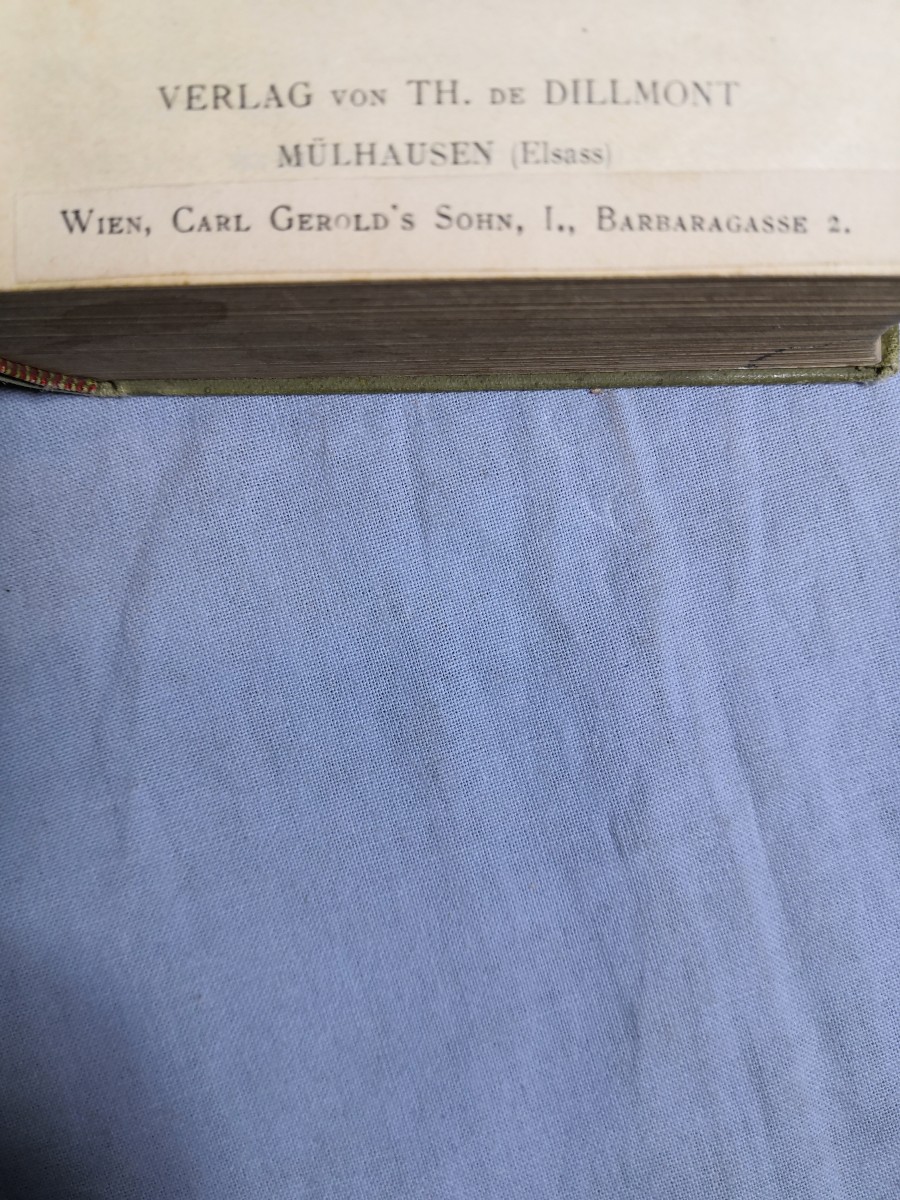 VERLAG VON TH. DE DILLMONT
MÜLHAUSEN (Elsass)
WIEN, CARL GEROLD'S SOHN, I., BARBARAGASSE 2.